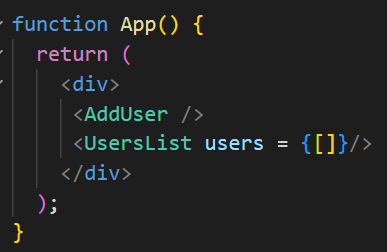 function App() {
  return (
    <div>
     <AddUser />
     <UsersList users = {[]}/>
    </div>
  );
}